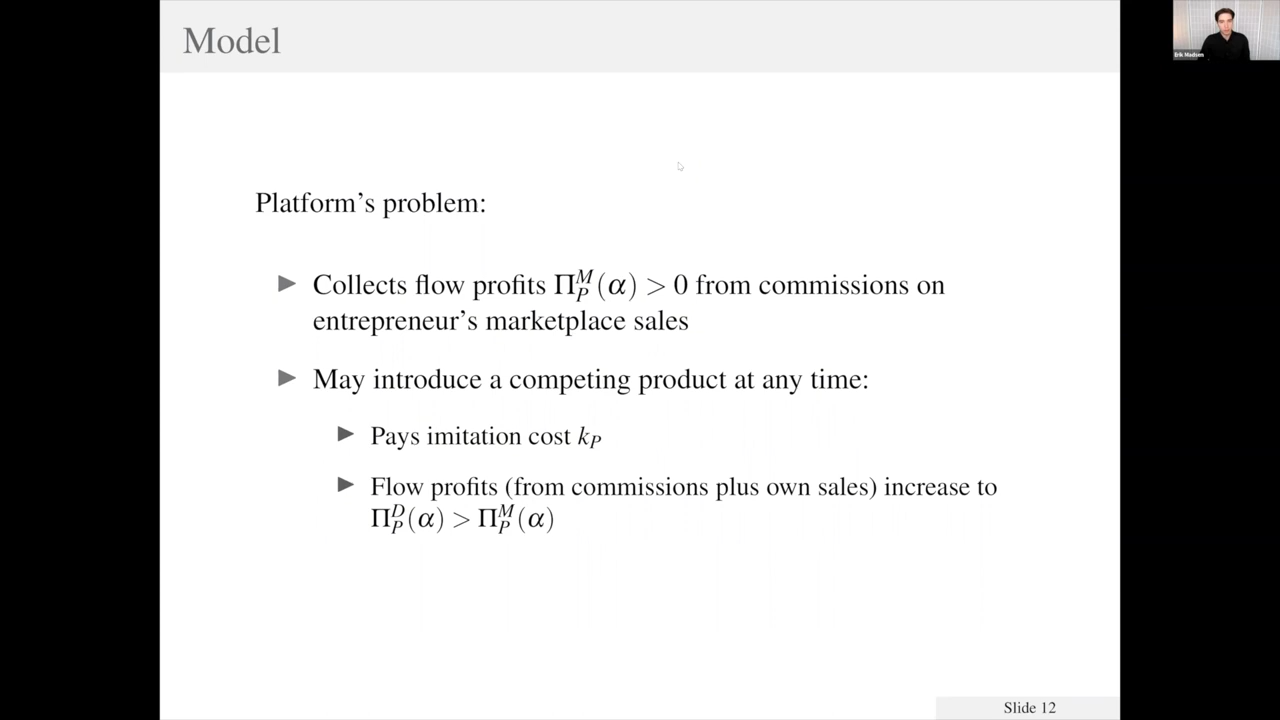 Model
Erik Madsen
Platform's problem:
▶ Collects flow profits Π_P^M(α) > 0 from commissions on
entrepreneur's marketplace sales
▶ May introduce a competing product at any time:
▶ Pays imitation cost k_P
▶ Flow profits (from commissions plus own sales) increase to
Π_P^D(α) > Π_P^M(α)
Slide 12